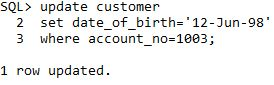 SQL> update customer
2 set date_of_birth='12-Jun-98'
3 where account_no=1003;
1 row updated.